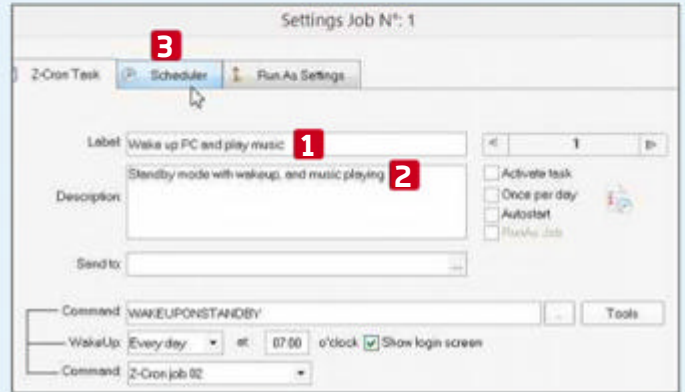 Settings Job N°: 1
3
Z-Cron Task Scheduler Run As Settings
Label: Wake up PC and play music 1 < 1
Standby mode with wakeup, and music playing 2 Activate task
Description: Once per day
Autostart
RunAs Job
Send to: ...
Command: WAKEUPONSTANDBY ... Tools
WakeUp: Every day at 07:00 o'clock Show login screen
Command: Z-Cron job 02